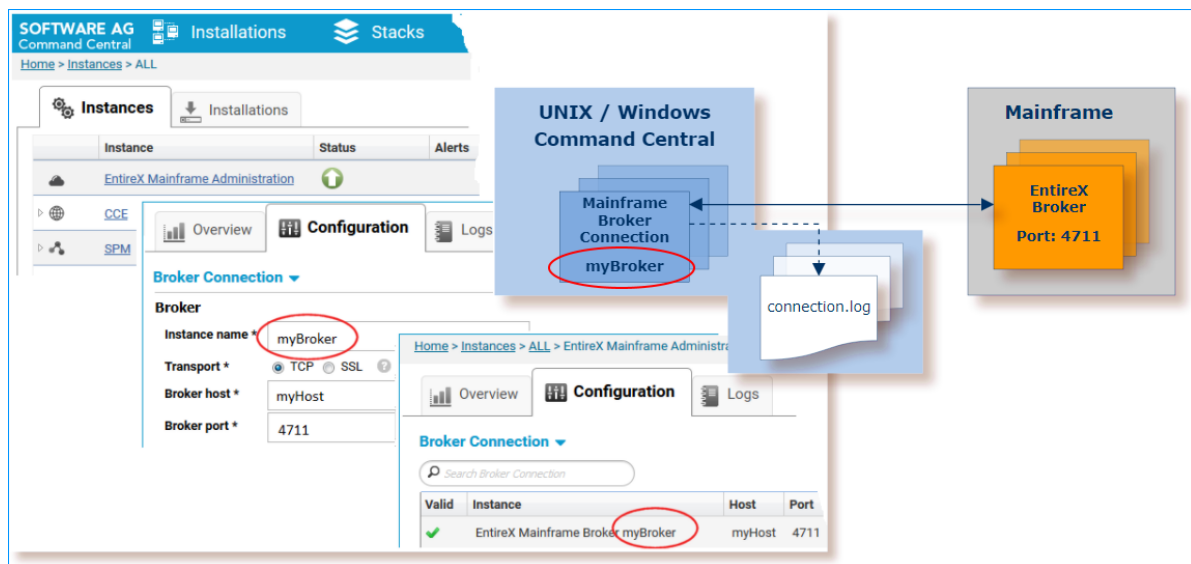 SOFTWARE AG
Command Central
Installations
Stacks
Home > Instances > ALL
Instances
Installations
Instance Status Alerts
EntireX Mainframe Administration
CCE
SPM
Overview
Configuration
Logs
Broker Connection
Broker
Instance name *
myBroker
Transport *
TCP SSL
Broker host *
myHost
Broker port *
4711
Home > Instances > ALL > EntireX Mainframe
Overview
Configuration
Logs
Broker Connection
Search Broker Connection
Valid Instance Host Port
EntireX Mainframe Broker myBroker myHost 4711
UNIX / Windows
Command Central
Mainframe
Broker
Connection
myBroker
connection.log
Mainframe
EntireX
Broker
Port: 4711